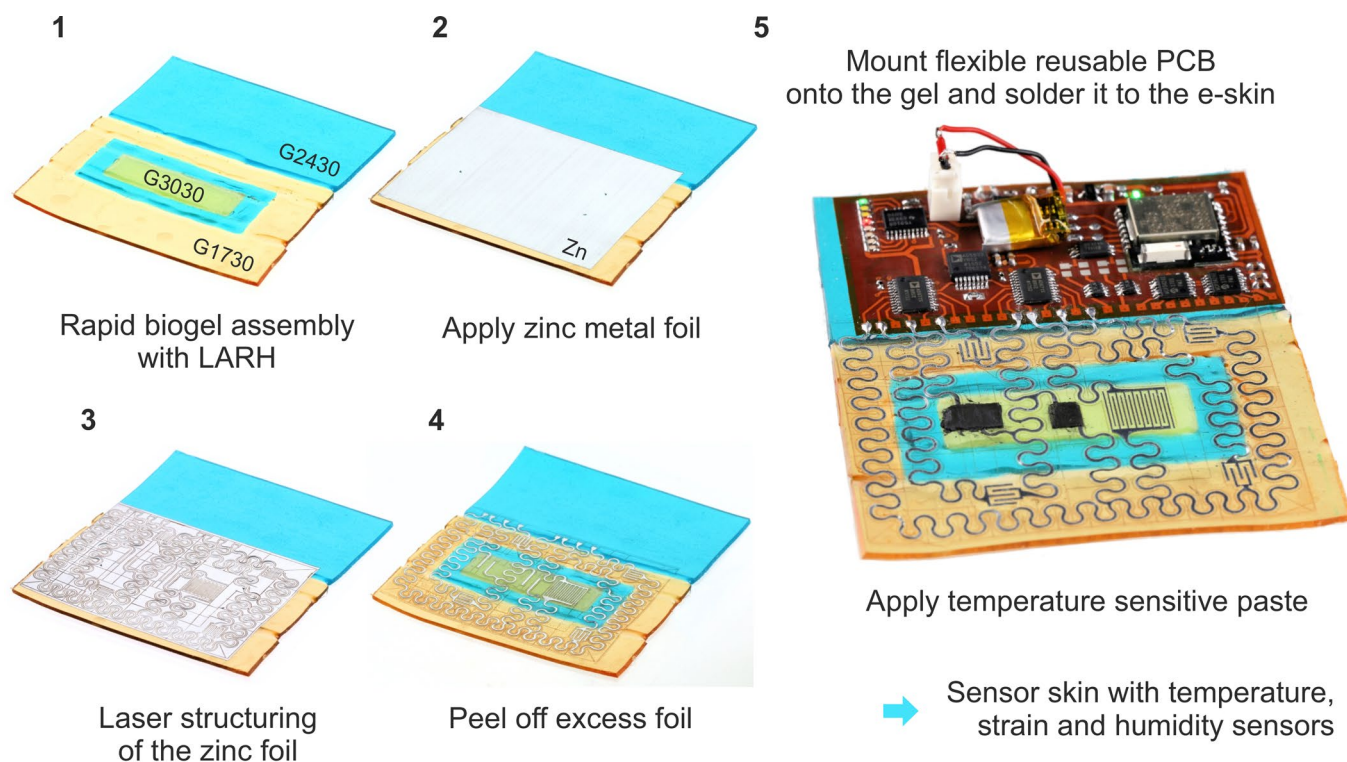 1
G2430
G3030
G1730
Rapid biogel assembly
with LARH
2
Zn
Apply zinc metal foil
3
Laser structuring
of the zinc foil
4
Peel off excess foil
5
Mount flexible reusable PCB
onto the gel and solder it to the e-skin
Apply temperature sensitive paste
Sensor skin with temperature,
strain and humidity sensors